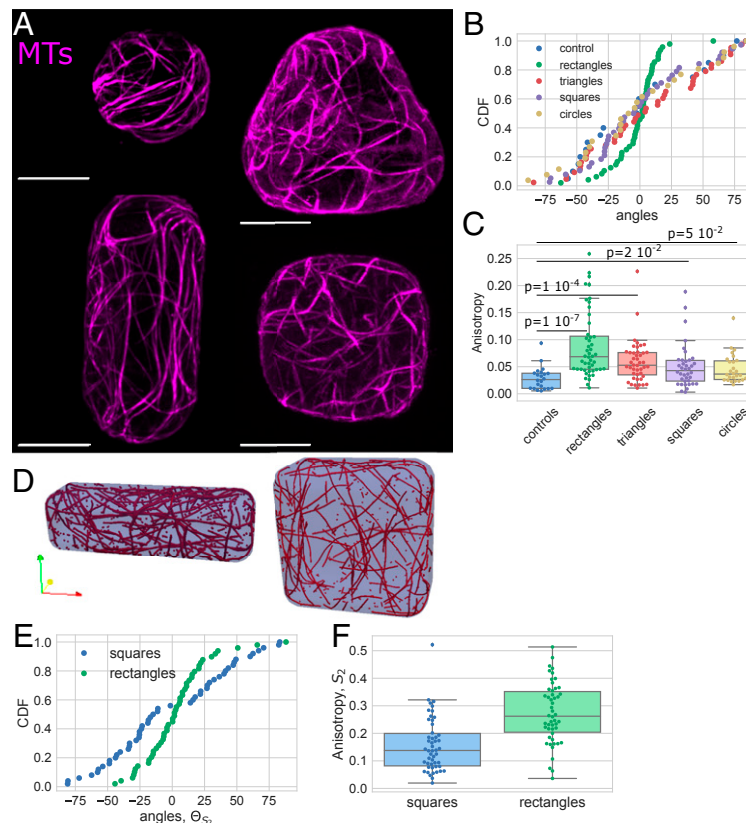 A
MTs
B
control
rectangles
triangles
squares
circles
CDF
1.0
0.8
0.6
0.4
0.2
0.0
−75 −50 −25 0 25 50 75
angles
C
p=5 10⁻²
p=2 10⁻²
p=1 10⁻⁴
p=1 10⁻⁷
Anisotropy
0.25
0.20
0.15
0.10
0.05
0.00
controls
rectangles
triangles
squares
circles
D
E
squares
rectangles
CDF
1.0
0.8
0.6
0.4
0.2
0.0
−75 −50 −25 0 25 50 75
angles, Θ_S₂
F
Anisotropy, S₂
0.5
0.4
0.3
0.2
0.1
0.0
squares rectangles